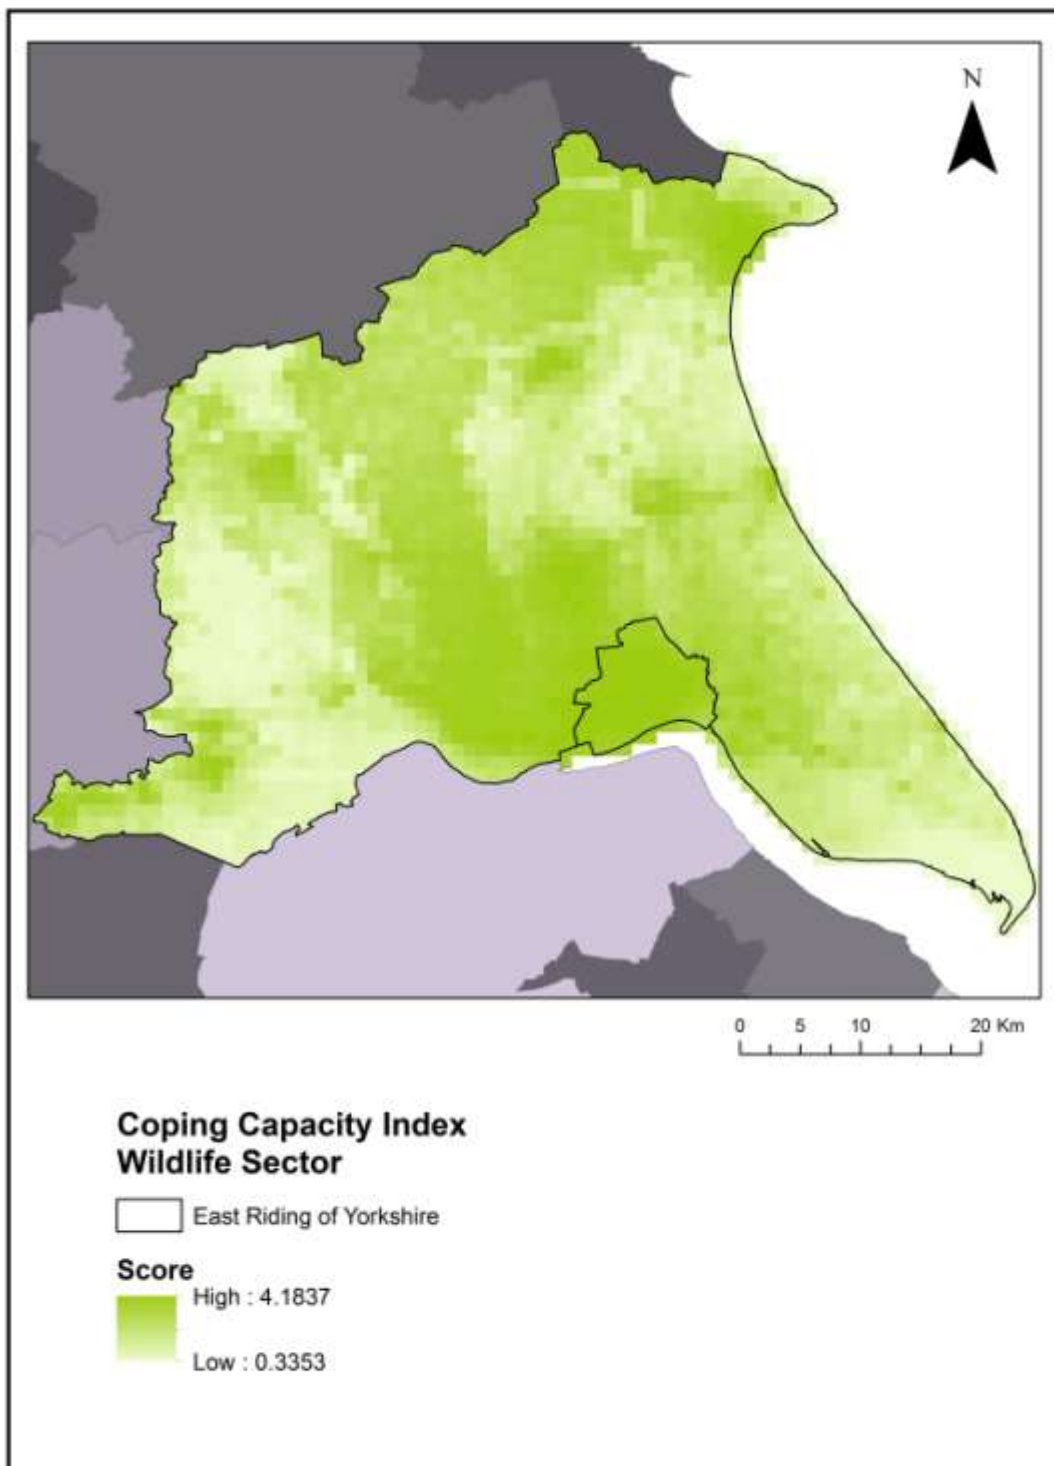 N
0 5 10 20 Km
Coping Capacity Index
Wildlife Sector
East Riding of Yorkshire
Score
High : 4.1837
Low : 0.3353